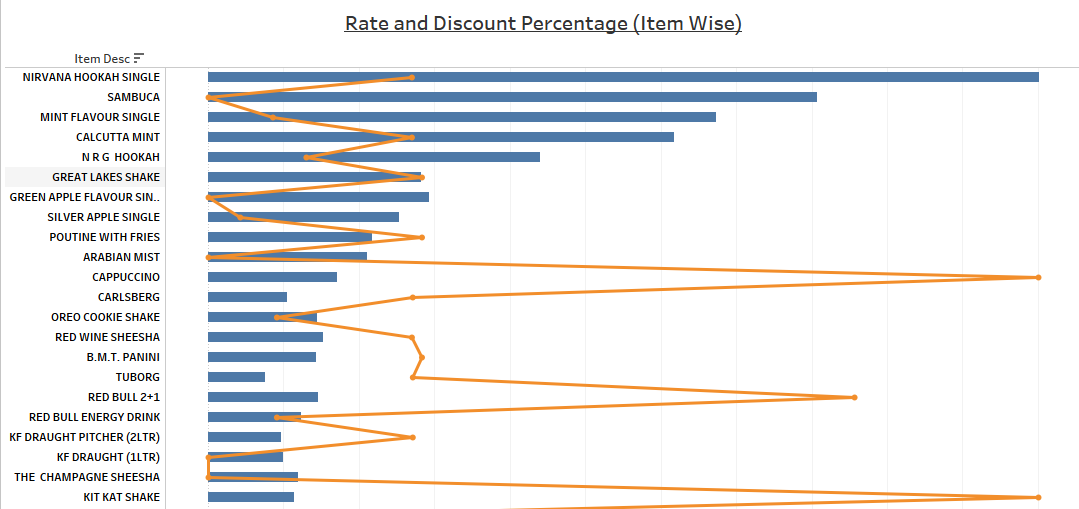 Rate and Discount Percentage (Item Wise)
Item Desc
NIRVANA HOOKAH SINGLE
SAMBUCA
MINT FLAVOUR SINGLE
CALCUTTA MINT
N R G  HOOKAH
GREAT LAKES SHAKE
GREEN APPLE FLAVOUR SIN..
SILVER APPLE SINGLE
POUTINE WITH FRIES
ARABIAN MIST
CAPPUCCINO
CARLSBERG
OREO COOKIE SHAKE
RED WINE SHEESHA
B.M.T. PANINI
TUBORG
RED BULL 2+1
RED BULL ENERGY DRINK
KF DRAUGHT PITCHER (2LTR)
KF DRAUGHT (1LTR)
THE  CHAMPAGNE SHEESHA
KIT KAT SHAKE